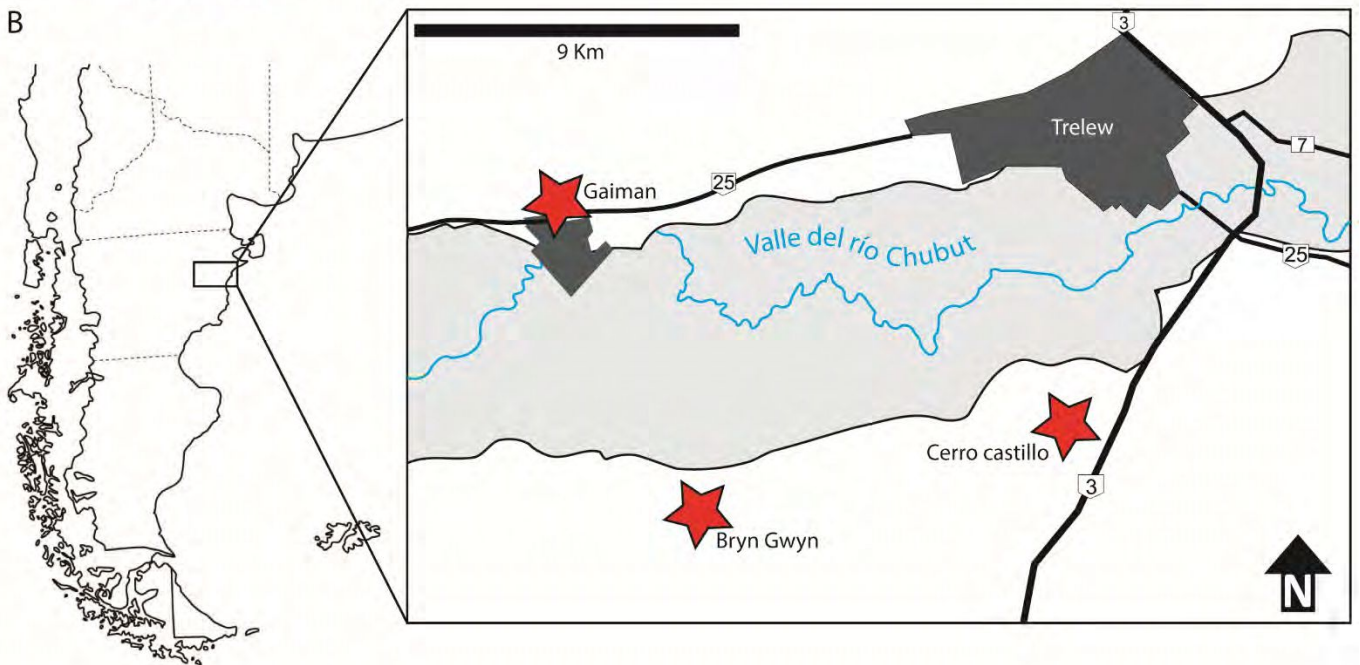 B
9 Km
3
Trelew
7
Gaiman
25
Valle del río Chubut
25
Cerro castillo
3
Bryn Gwyn
N